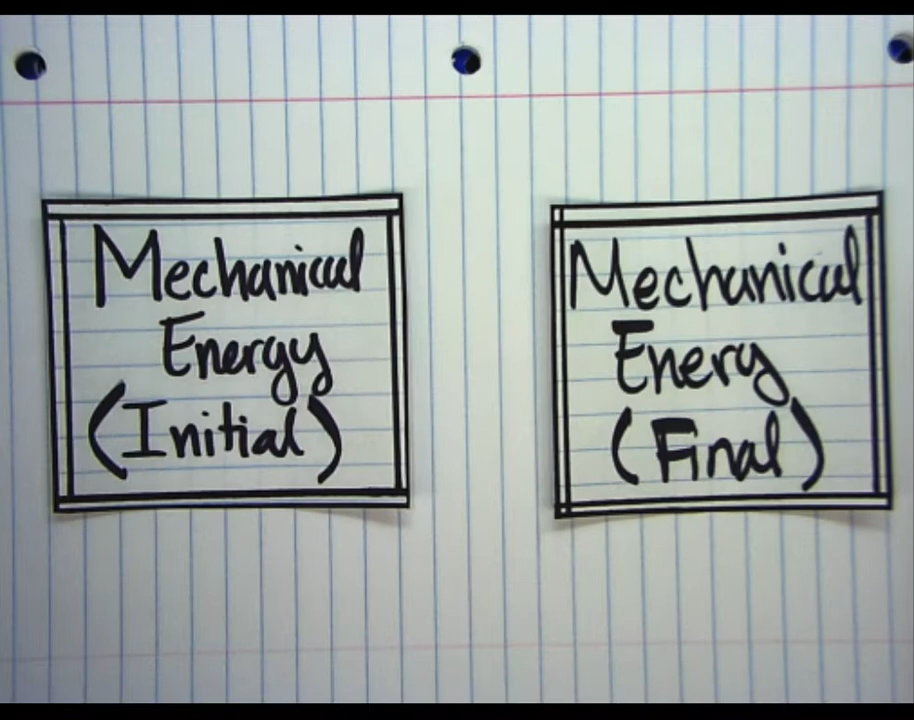 Mechanical
Energy
(Initial)
Mechanical
Enery
(Final)